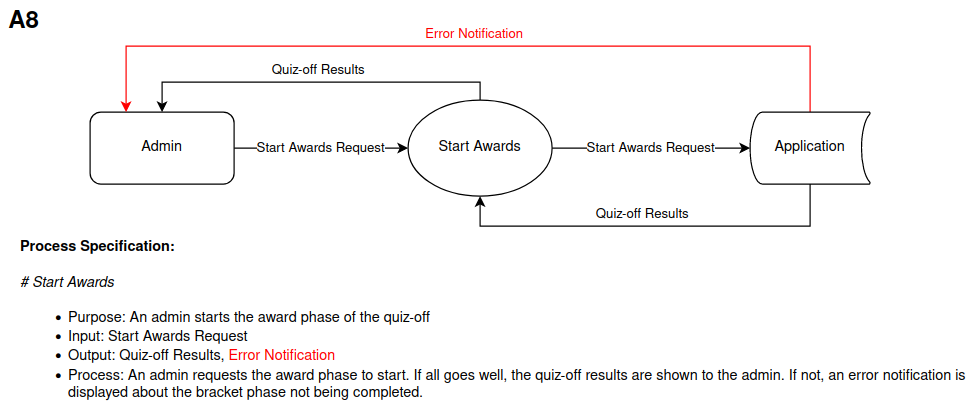 A8
Error Notification
Quiz-off Results
Admin
Start Awards Request
Start Awards
Start Awards Request
Application
Quiz-off Results
Process Specification:
# Start Awards
• Purpose: An admin starts the award phase of the quiz-off
• Input: Start Awards Request
• Output: Quiz-off Results, Error Notification
• Process: An admin requests the award phase to start. If all goes well, the quiz-off results are shown to the admin. If not, an error notification is
displayed about the bracket phase not being completed.